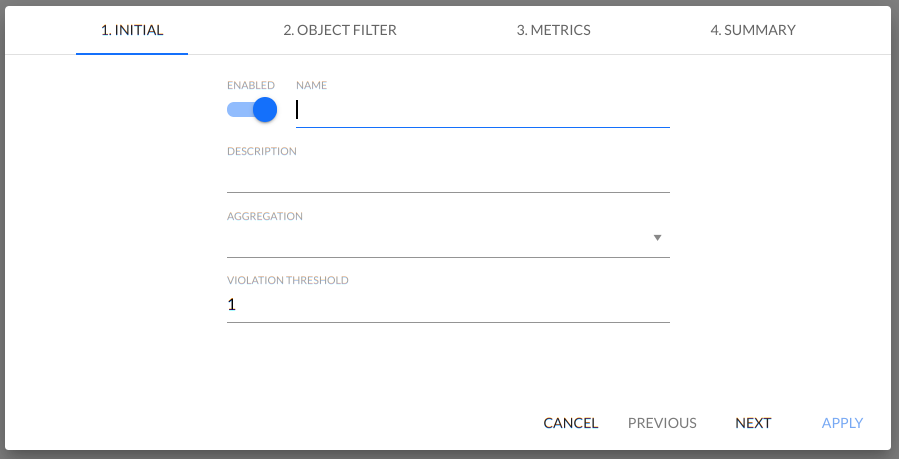 1. INITIAL 2. OBJECT FILTER 3. METRICS 4. SUMMARY
ENABLED NAME
DESCRIPTION
AGGREGATION
VIOLATION THRESHOLD
1
CANCEL PREVIOUS NEXT APPLY